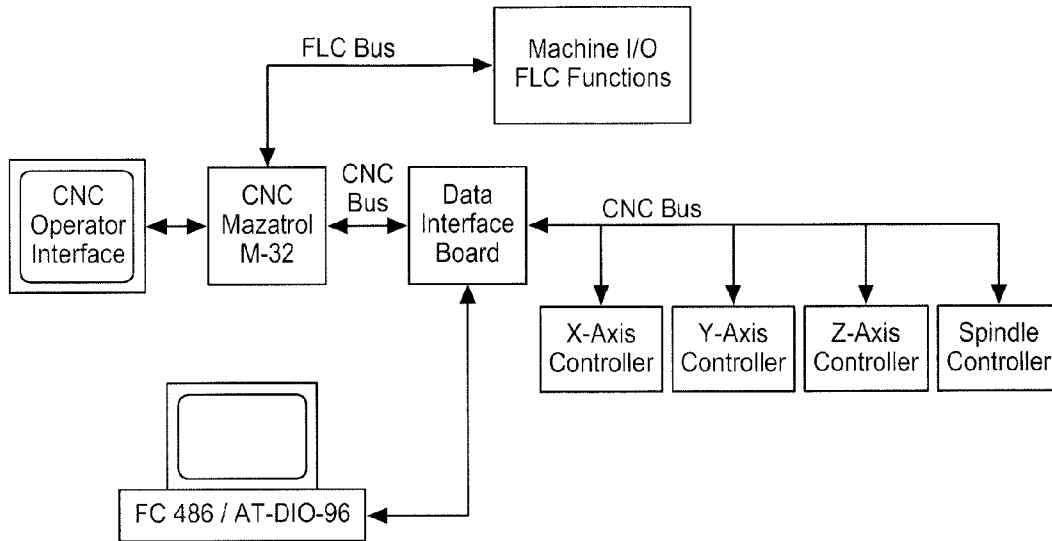 FLC Bus
Machine I/O
FLC Functions
CNC
Operator
Interface
CNC
Mazatrol
M-32
CNC
Bus
Data
Interface
Board
CNC Bus
X-Axis
Controller
Y-Axis
Controller
Z-Axis
Controller
Spindle
Controller
FC 486 / AT-DIO-96